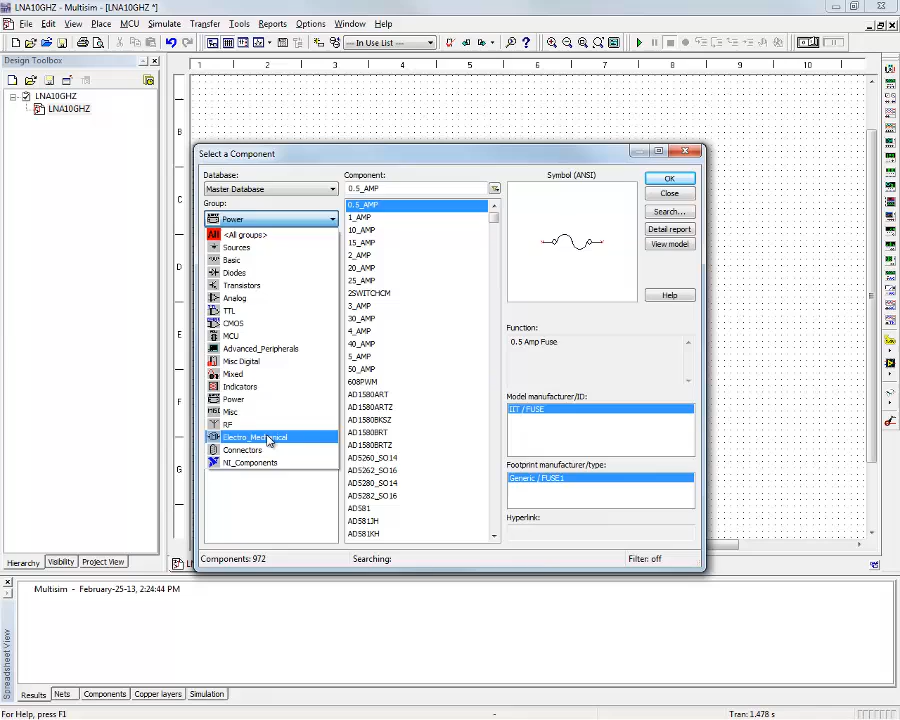 LNA10GHZ - Multisim - [LNA10GHZ *]
File Edit View Place MCU Simulate Transfer Tools Reports Options Window Help
--- In Use List ---
Design Toolbox
LNA10GHZ
LNA10GHZ
1 2 3 4 5 6 7 8 9 10
B
D
E
F
G
Select a Component
Database:
Master Database
Group:
Power
All <All groups>
Sources
Basic
Diodes
Transistors
Analog
TTL
CMOS
MCU
Advanced_Peripherals
Misc Digital
Mixed
Indicators
Power
Misc
RF
Electro_Mechanical
Connectors
NI_Components
Component:
0.5_AMP
0.5_AMP
1_AMP
10_AMP
15_AMP
2_AMP
20_AMP
25_AMP
2SWITCHCM
3_AMP
30_AMP
4_AMP
40_AMP
5_AMP
50_AMP
608PWM
AD1580ART
AD1580ARTZ
AD1580BKSZ
AD1580BRT
AD1580BRTZ
AD5260_SO14
AD5262_SO16
AD5280_SO14
AD5282_SO16
AD581
AD581JH
AD581KH
Symbol (ANSI)
Function:
0.5 Amp Fuse
Model manufacturer/ID:
IIT / FUSE
Footprint manufacturer/type:
Generic / FUSE1
Hyperlink:
OK
Close
Search...
Detail report
View model
Help
Components: 972 Searching: Filter: off
Hierarchy Visibility Project View
Spreadsheet View
Multisim - February-25-13, 2:24:44 PM
Results Nets Components Copper layers Simulation
For Help, press F1 - Tran: 1.478 s